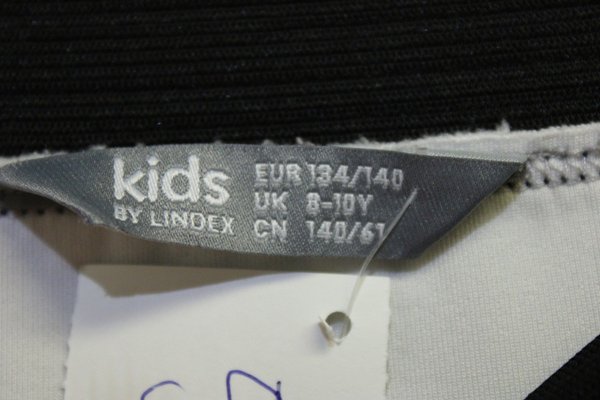 kids
BY LINDEX
EUR 134/140
UK 8-10Y
CN 140/61